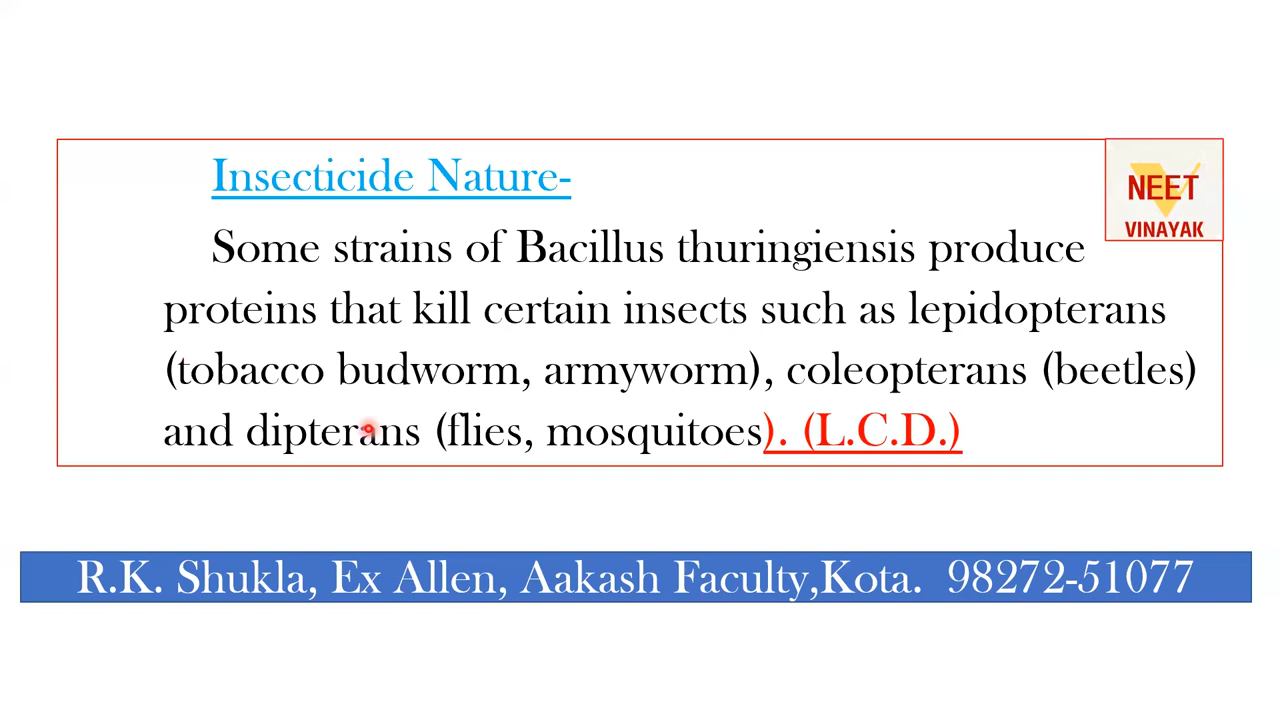 Insecticide Nature-
NEET
VINAYAK
Some strains of Bacillus thuringiensis produce
proteins that kill certain insects such as lepidopterans
(tobacco budworm, armyworm), coleopterans (beetles)
and dipterans (flies, mosquitoes). (L.C.D.)
R.K. Shukla, Ex Allen, Aakash Faculty,Kota. 98272-51077